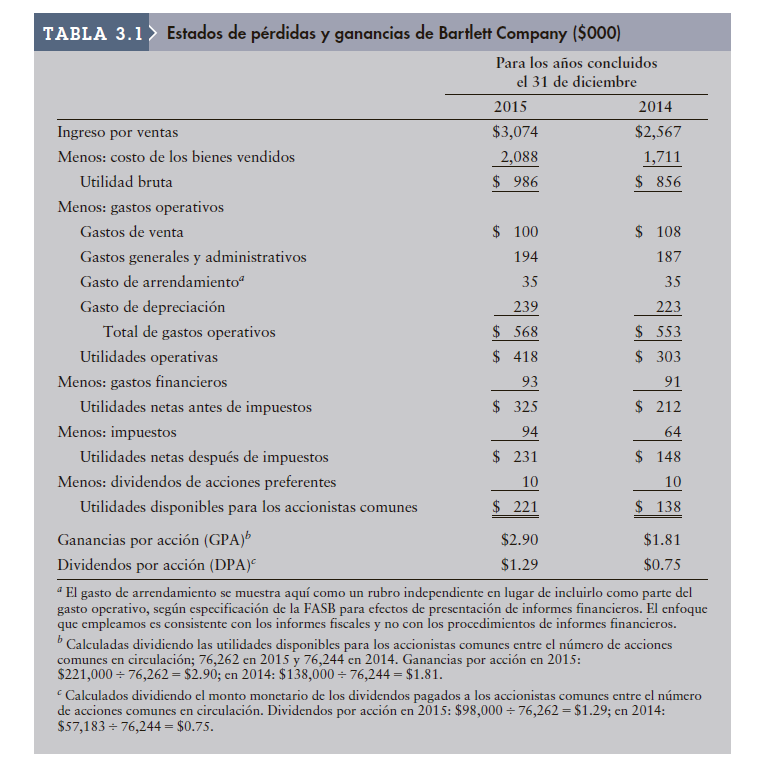 TABLA 3.1 Estados de pérdidas y ganancias de Bartlett Company ($000)
Para los años concluidos
el 31 de diciembre
2015 2014
Ingreso por ventas $3,074 $2,567
Menos: costo de los bienes vendidos 2,088 1,711
Utilidad bruta $ 986 $ 856
Menos: gastos operativos
Gastos de venta $ 100 $ 108
Gastos generales y administrativos 194 187
Gasto de arrendamientoᵃ 35 35
Gasto de depreciación 239 223
Total de gastos operativos $ 568 $ 553
Utilidades operativas $ 418 $ 303
Menos: gastos financieros 93 91
Utilidades netas antes de impuestos $ 325 $ 212
Menos: impuestos 94 64
Utilidades netas después de impuestos $ 231 $ 148
Menos: dividendos de acciones preferentes 10 10
Utilidades disponibles para los accionistas comunes $ 221 $ 138
Ganancias por acción (GPA)ᵇ $2.90 $1.81
Dividendos por acción (DPA)ᶜ $1.29 $0.75
ᵃ El gasto de arrendamiento se muestra aquí como un rubro independiente en lugar de incluirlo como parte del
gasto operativo, según especificación de la FASB para efectos de presentación de informes financieros. El enfoque
que empleamos es consistente con los informes fiscales y no con los procedimientos de informes financieros.
ᵇ Calculadas dividiendo las utilidades disponibles para los accionistas comunes entre el número de acciones
comunes en circulación; 76,262 en 2015 y 76,244 en 2014. Ganancias por acción en 2015:
$221,000 ÷ 76,262 = $2.90; en 2014: $138,000 ÷ 76,244 = $1.81.
ᶜ Calculados dividiendo el monto monetario de los dividendos pagados a los accionistas comunes entre el número
de acciones comunes en circulación. Dividendos por acción en 2015: $98,000 ÷ 76,262 = $1.29; en 2014:
$57,183 ÷ 76,244 = $0.75.